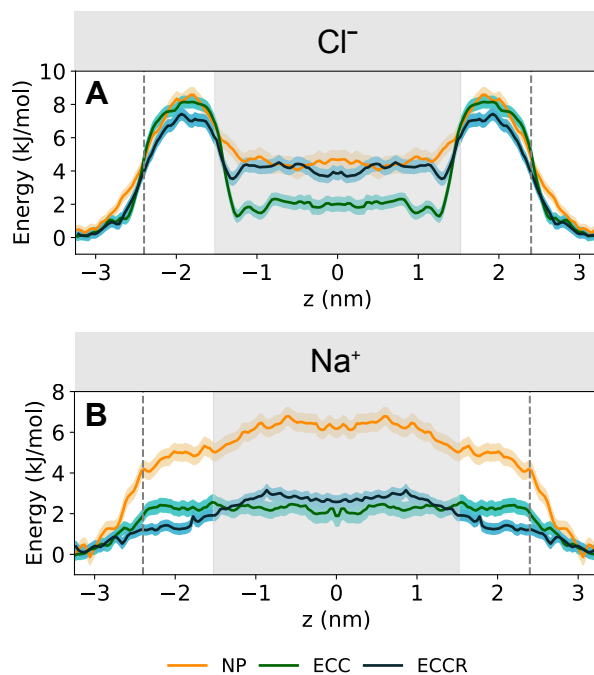 Cl⁻
A
10
8
6
4
2
0
Energy (kJ/mol)
−3 −2 −1 0 1 2 3
z (nm)
Na⁺
B
8
6
4
2
0
Energy (kJ/mol)
−3 −2 −1 0 1 2 3
z (nm)
NP ECC ECCR